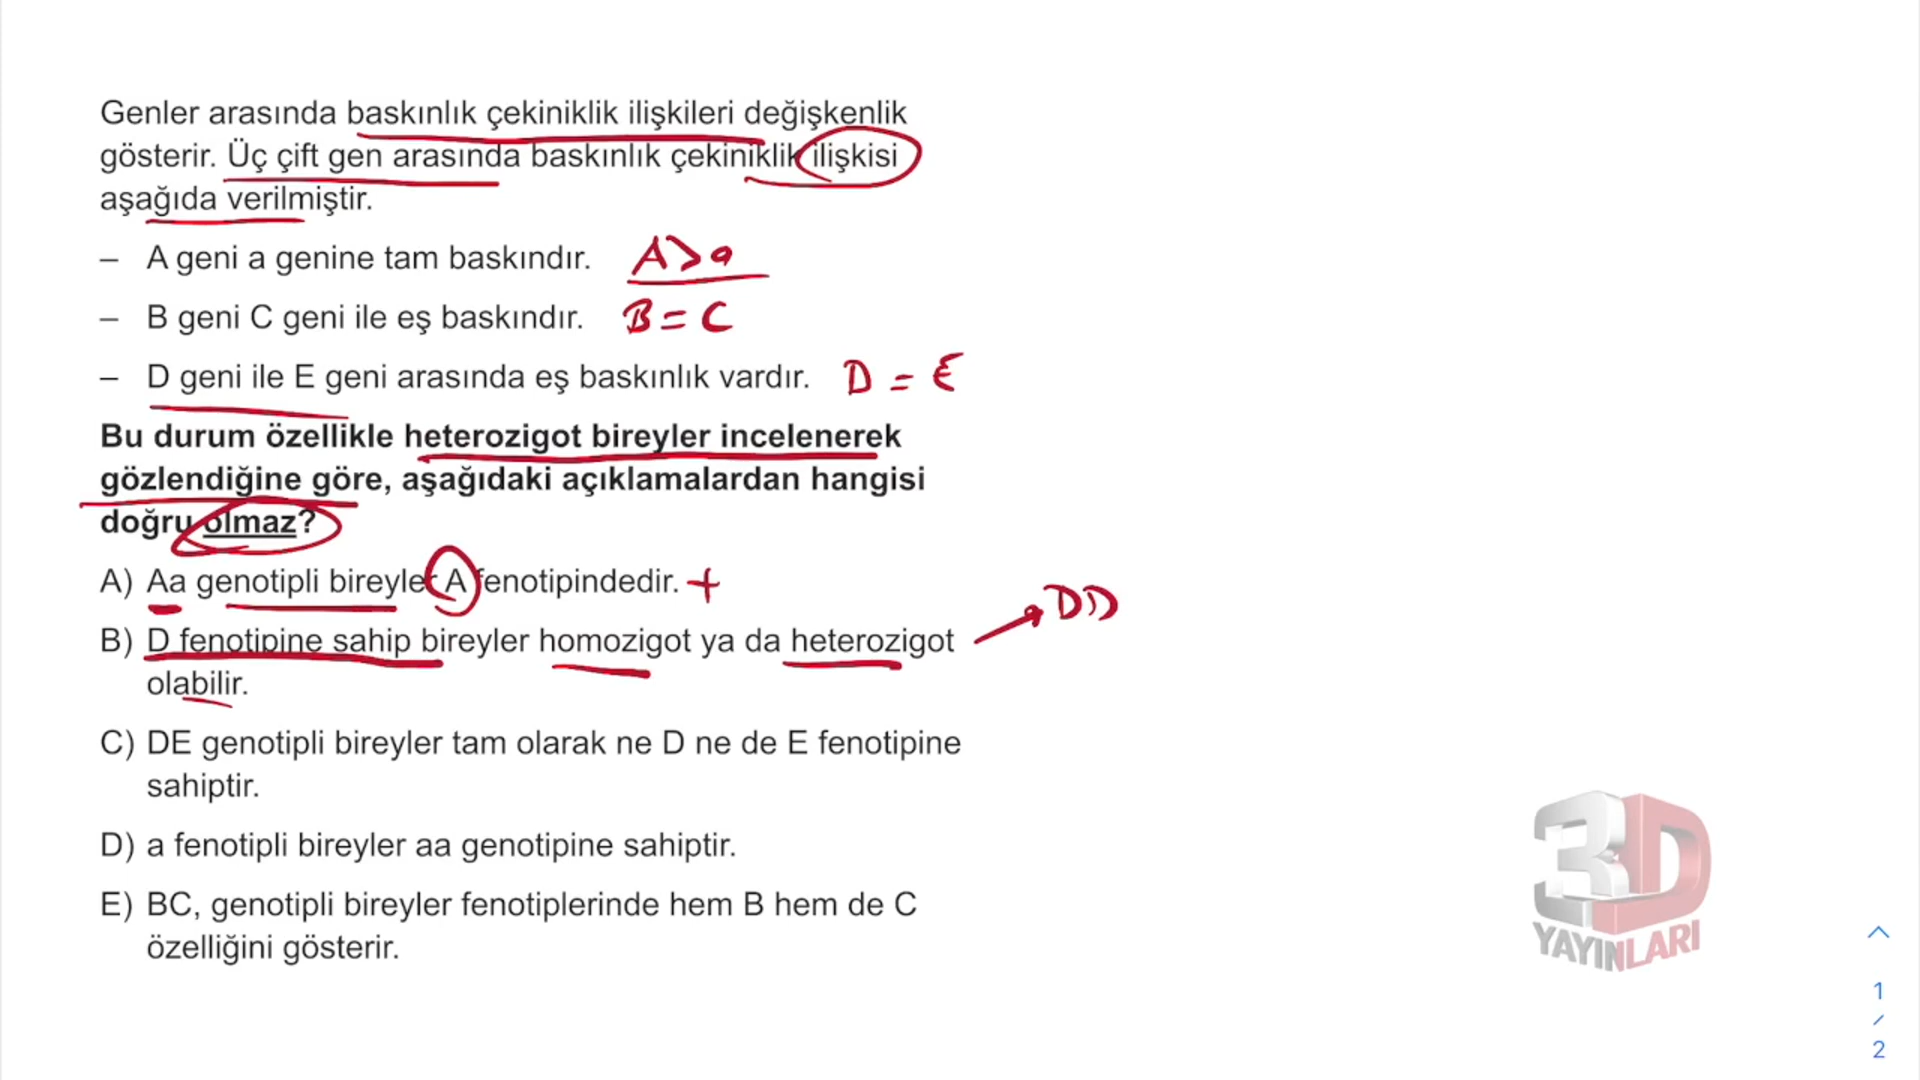 Genler arasında baskınlık çekiniklik ilişkileri değişkenlik
gösterir. Üç çift gen arasında baskınlık çekiniklik ilişkisi
aşağıda verilmiştir.
– A geni a genine tam baskındır. A>a
– B geni C geni ile eş baskındır. B = C
– D geni ile E geni arasında eş baskınlık vardır. D = E
Bu durum özellikle heterozigot bireyler incelenerek
gözlendiğine göre, aşağıdaki açıklamalardan hangisi
doğru olmaz?
A) Aa genotipli bireyler A fenotipindedir. +
B) D fenotipine sahip bireyler homozigot ya da heterozigot DD
olabilir.
C) DE genotipli bireyler tam olarak ne D ne de E fenotipine
sahiptir.
D) a fenotipli bireyler aa genotipine sahiptir.
E) BC, genotipli bireyler fenotiplerinde hem B hem de C
özelliğini gösterir.
3D
YAYINLARI
1
/
2